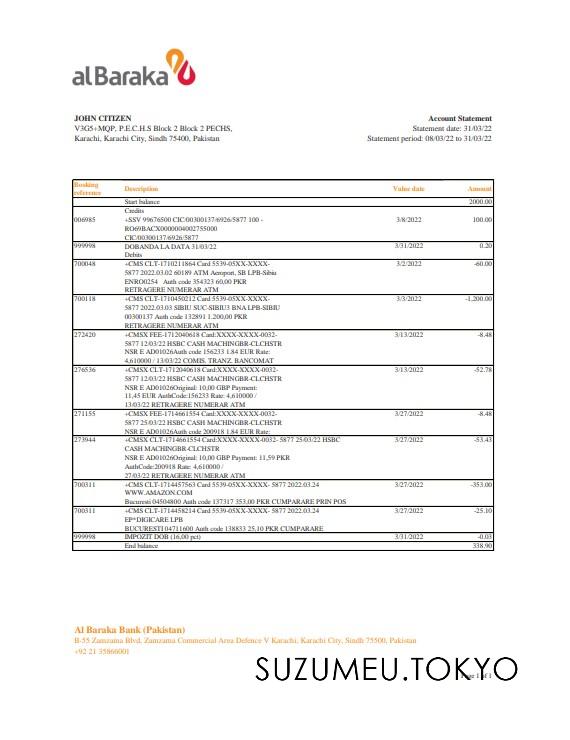 al Baraka
JOHN CITIZEN
V3G5+MQP, P.E.C.H.S Block 2 Block 2 PECHS,
Karachi, Karachi City, Sindh 75400, Pakistan
Account Statement
Statement date: 31/03/22
Statement period: 08/03/22 to 31/03/22
Booking reference Description Value date Amount
Start balance 2000.00
Credits
006985 +SSV 99676500 CIC/00300137/6926/5877 100 - 3/8/2022 100.00
RO69/BACX0000004002755000
CIC/00300137/6926/5877
999998 DOBANDA LA DATA 31/03/22 3/31/2022 0.20
Debits
700048 +CMS CLT-1710211864 Card 5539-05XX-XXXX- 3/2/2022 -60.00
5877 2022.03.02 60189 ATM Aeroport, SB LPB-Sibiu
ENRO0254 Auth code 354323 60,00 PKR
RETRAGERE NUMERAR ATM
700118 +CMS CLT-1710450212 Card 5539-05XX-XXXX- 3/3/2022 -1,200.00
5877 2022.03.03 SIBIU SUC-SIBIU3 BNA LPB-SIBIU
00300137 Auth code 132891 1.200,00 PKR
RETRAGERE NUMERAR ATM
272420 +CMSX FEE-1712040618 Card:XXXX-XXXX-0032- 3/13/2022 -8.48
5877 12/03/22 HSBC CASH MACHINGBR-CLCHSTR
NSR E AD01026Auth code 156233 1.84 EUR Rate:
4,610000 / 13/03/22 COMIS. TRANZ. BANCOMAT
276536 +CMSX CLT-1712040618 Card:XXXX-XXXX-0032- 3/13/2022 -52.78
5877 12/03/22 HSBC CASH MACHINGBR-CLCHSTR
NSR E AD01026Original: 10,00 GBP Payment:
11,45 EUR AuthCode:156233 Rate: 4,610000 /
13/03/22 RETRAGERE NUMERAR ATM
271155 +CMSX FEE-1714661554 Card:XXXX-XXXX-0032- 3/27/2022 -8.48
5877 25/03/22 HSBC CASH MACHINGBR-CLCHSTR
NSR E AD01026Auth code 200918 1.84 EUR Rate:
273944 +CMSX CLT-1714661554 Card:XXXX-XXXX-0032- 5877 25/03/22 HSBC 3/27/2022 -53.43
CASH MACHINGBR-CLCHSTR
NSR E AD01026Original: 10,00 GBP Payment: 11,59 PKR
AuthCode:200918 Rate: 4,610000 /
27/03/22 RETRAGERE NUMERAR ATM
700311 +CMS CLT-1714457563 Card 5539-05XX-XXXX- 5877 2022.03.24 3/27/2022 -353.00
WWW.AMAZON.COM
Bucuresti 04504800 Auth code 137317 353,00 PKR CUMPARARE PRIN POS
700311 +CMS CLT-1714458214 Card 5539-05XX-XXXX- 5877 2022.03.24 3/27/2022 -25.10
EP*DIGICARE LPB
BUCURESTI 04711600 Auth code 138833 25,10 PKR CUMPARARE
999998 IMPOZIT DOB (16,00 pct) 3/31/2022 -0.03
End balance 338.90
Al Baraka Bank (Pakistan)
B-55 Zamzama Blvd, Zamzama Commercial Area Defence V Karachi, Karachi City, Sindh 75500, Pakistan
+92 21 35866001
SUZUMEU.TOKYO
Page 1 of 1